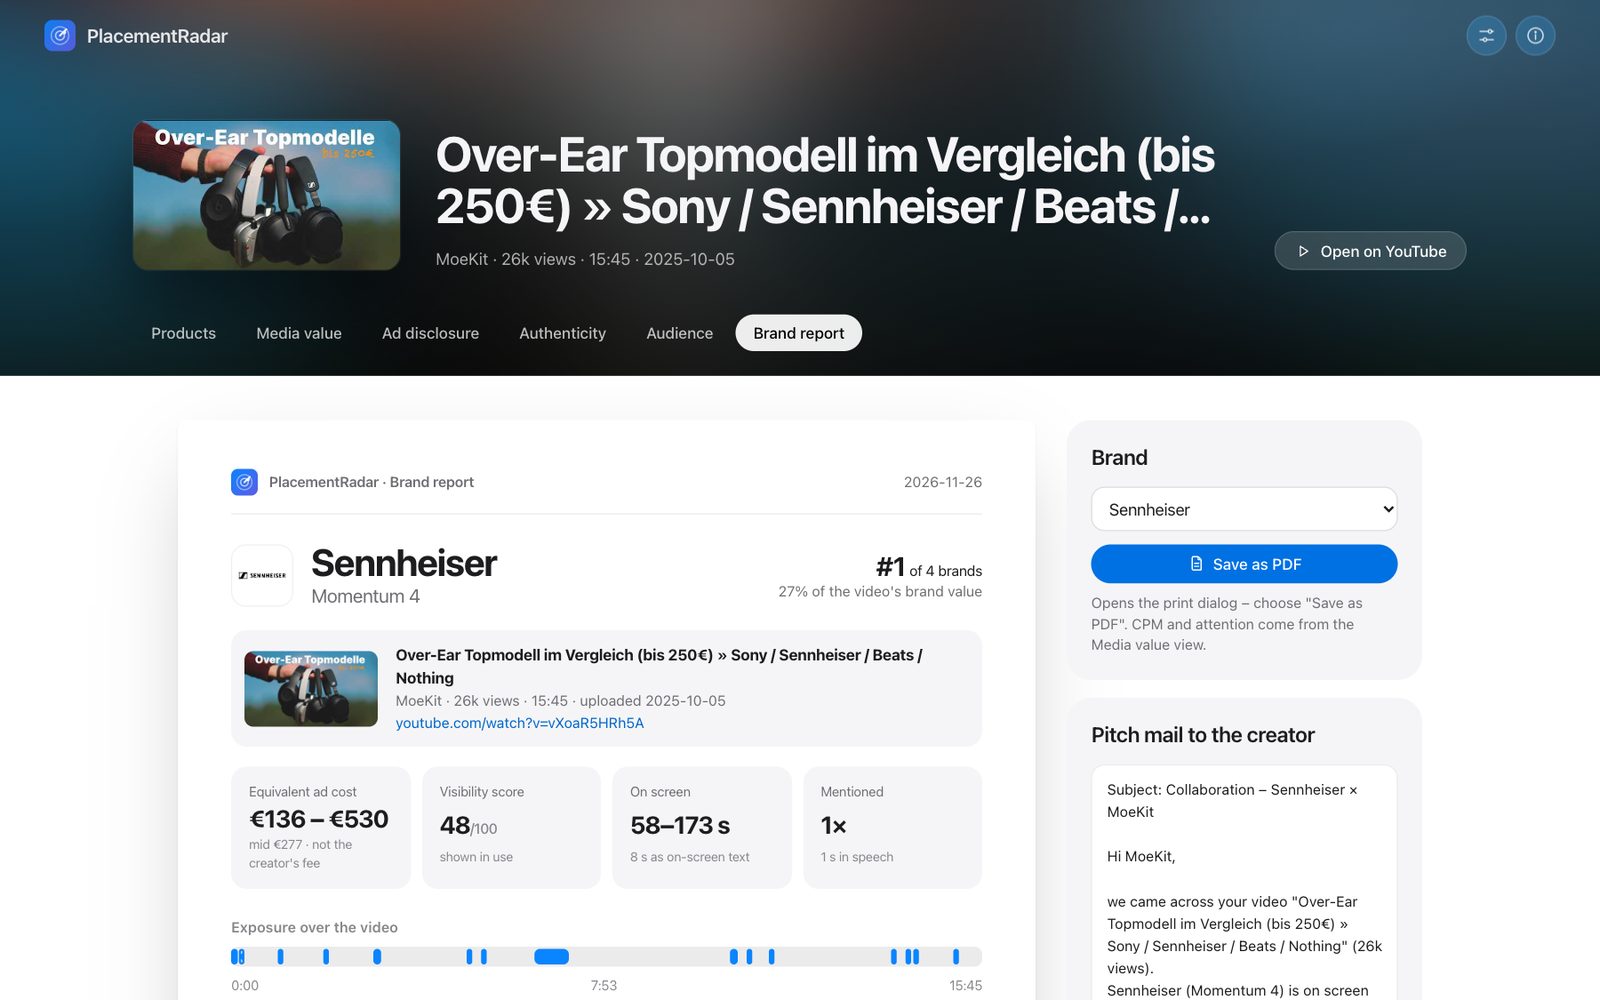 PlacementRadar
Over-Ear Topmodelle
bis 250€
Over-Ear Topmodell im Vergleich (bis
250€) » Sony / Sennheiser / Beats /...
MoeKit · 26k views · 15:45 · 2025-10-05
Open on YouTube
Products
Media value
Ad disclosure
Authenticity
Audience
Brand report
PlacementRadar · Brand report
2026-11-26
SENNHEISER
Sennheiser
Momentum 4
#1 of 4 brands
27% of the video's brand value
Over-Ear Topmodelle
Over-Ear Topmodell im Vergleich (bis 250€) » Sony / Sennheiser / Beats /
Nothing
MoeKit · 26k views · 15:45 · uploaded 2025-10-05
youtube.com/watch?v=vXoaR5HRh5A
Equivalent ad cost
€136 – €530
mid €277 · not the
creator's fee
Visibility score
48/100
shown in use
On screen
58–173 s
8 s as on-screen text
Mentioned
1×
1 s in speech
Exposure over the video
0:00
7:53
15:45
Brand
Sennheiser
Save as PDF
Opens the print dialog – choose "Save as
PDF". CPM and attention come from the
Media value view.
Pitch mail to the creator
Subject: Collaboration – Sennheiser ×
MoeKit
Hi MoeKit,
we came across your video "Over-Ear
Topmodell im Vergleich (bis 250€) »
Sony / Sennheiser / Beats / Nothing" (26k
views).
Sennheiser (Momentum 4) is on screen